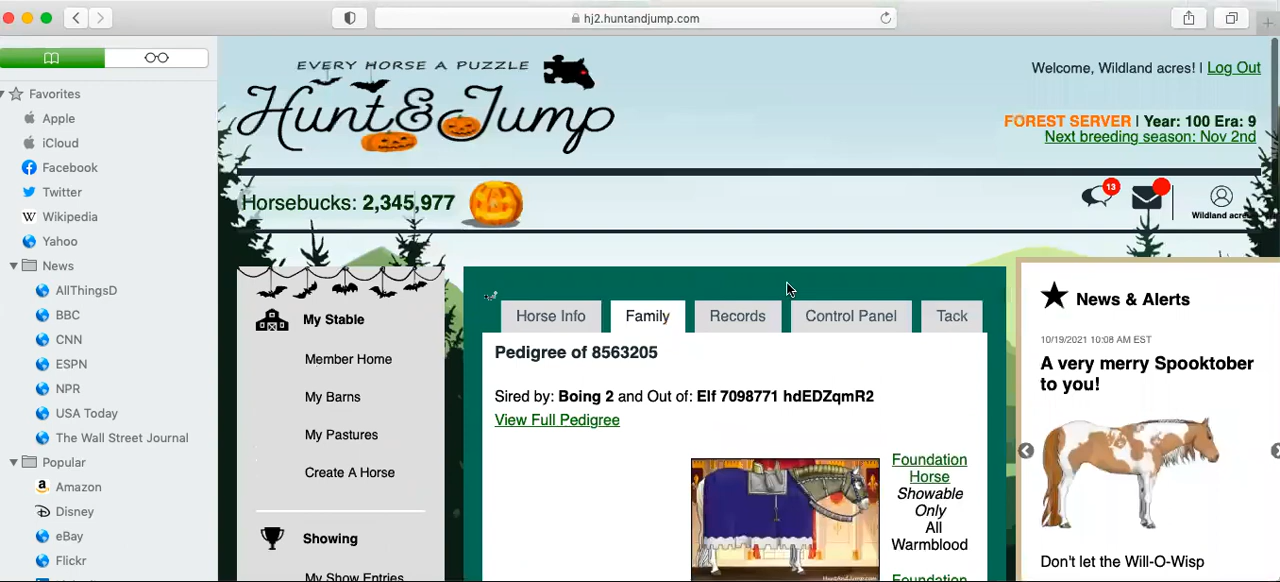 hj2.huntandjump.com
Favorites
Apple
iCloud
Facebook
Twitter
W Wikipedia
Yahoo
News
AllThingsD
BBC
CNN
ESPN
NPR
USA Today
The Wall Street Journal
Popular
a Amazon
Disney
eBay
Flickr
EVERY HORSE A PUZZLE
Hunt&Jump
Welcome, Wildland acres! | Log Out
FOREST SERVER | Year: 100 Era: 9
Next breeding season: Nov 2nd
Horsebucks: 2,345,977
13
Wildland acres
My Stable
Member Home
My Barns
My Pastures
Create A Horse
Showing
My Show Entries
Horse Info
Family
Records
Control Panel
Tack
Pedigree of 8563205
Sired by: Boing 2 and Out of: Elf 7098771 hdEDZqmR2
View Full Pedigree
HuntAndJump.com
Foundation
Horse
Showable
Only
All
Warmblood
Foundation
News & Alerts
10/19/2021 10:08 AM EST
A very merry Spooktober
to you!
Don't let the Will-O-Wisp